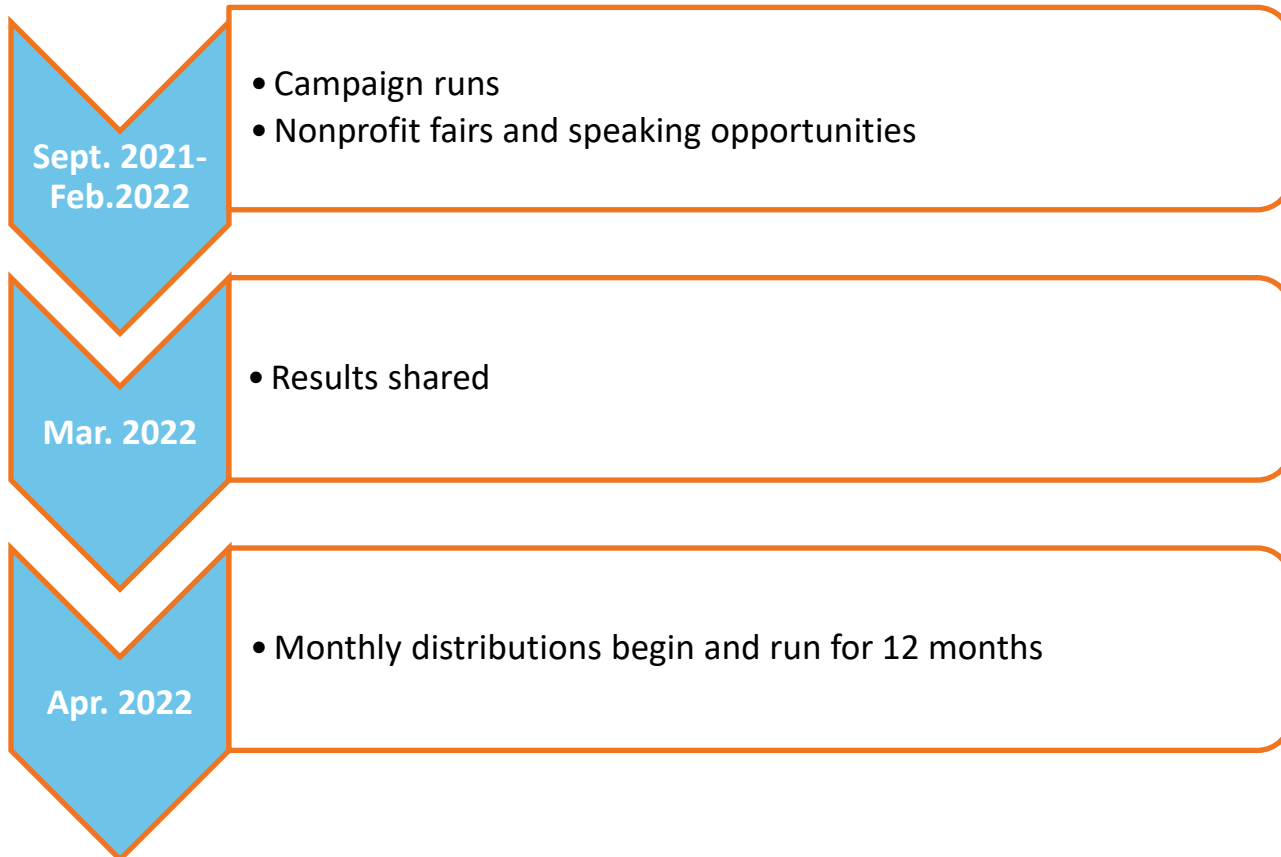 Sept. 2021-
Feb.2022
• Campaign runs
• Nonprofit fairs and speaking opportunities
Mar. 2022
• Results shared
Apr. 2022
• Monthly distributions begin and run for 12 months